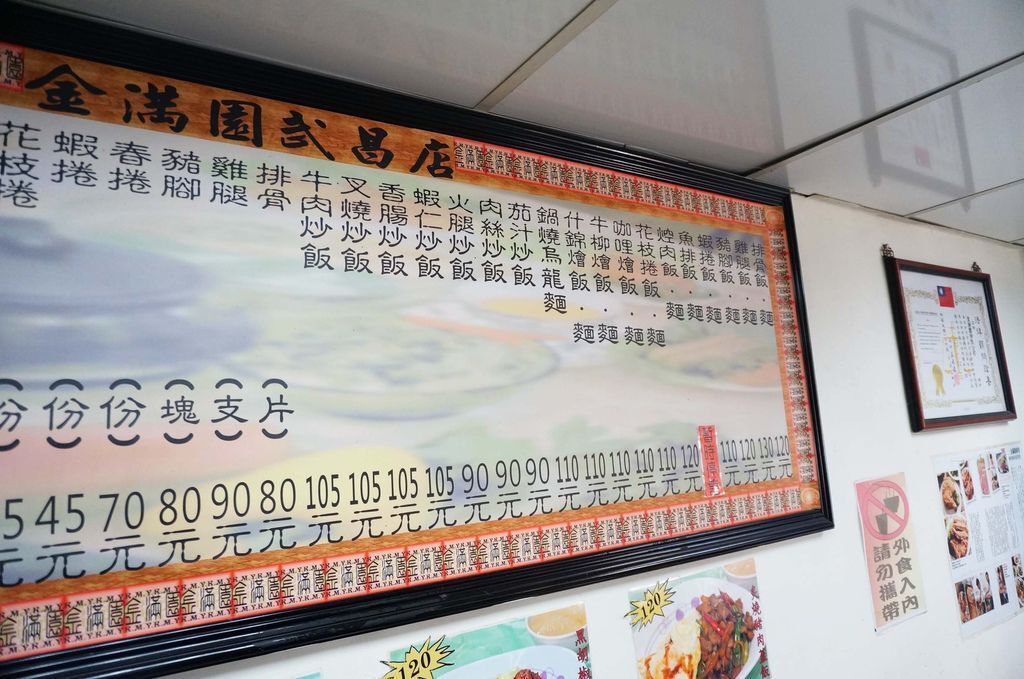 金滿園武昌店
排骨飯.麵 120元
雞腿飯.麵 130元
豬腳飯.麵 120元
蝦捲飯.麵 110元
魚排飯.麵 暫時停
焢肉飯.麵 120元
花枝捲飯.麵 110元
咖哩燴飯.麵 110元
牛柳燴飯.麵 110元
什錦燴飯.麵 110元
鍋燒烏龍麵 110元
茄汁炒飯 90元
肉絲炒飯 90元
火腿炒飯 90元
蝦仁炒飯 105元
香腸炒飯 105元
叉燒炒飯 105元
牛肉炒飯 105元
排骨(片) 80元
雞腿(支) 90元
豬腳(塊) 80元
春捲(份) 70元
蝦捲(份) 45元
花枝捲(份) 5元
外食入內
請勿攜帶
120
120